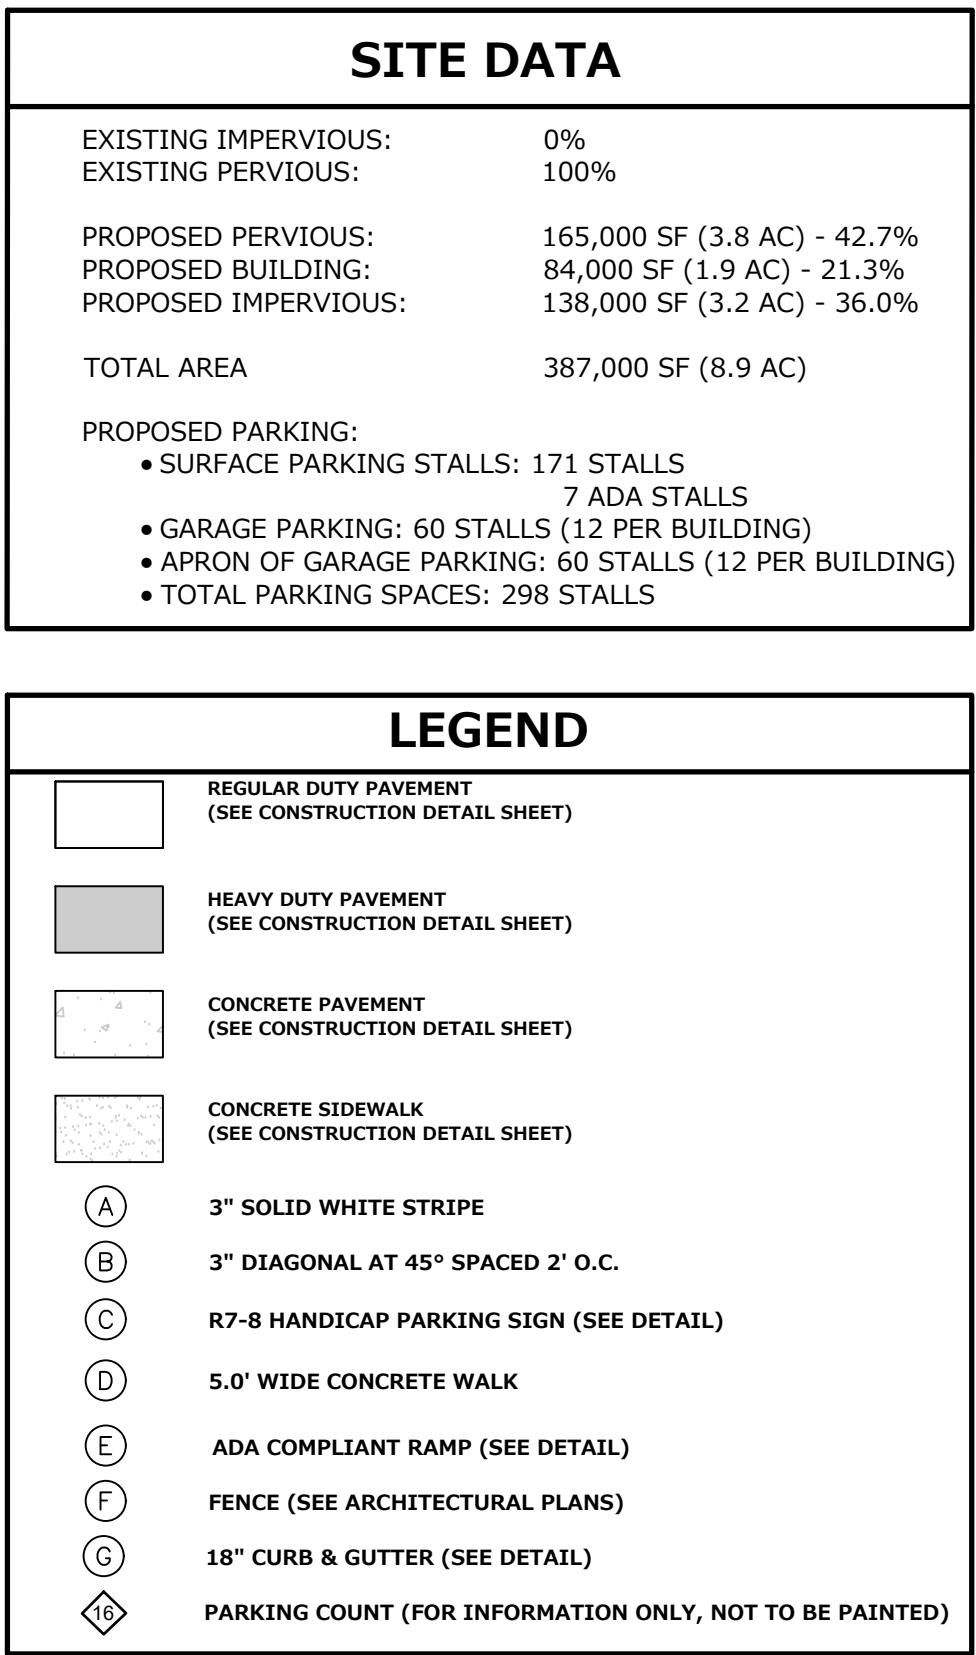 SITE DATA
EXISTING IMPERVIOUS: 0%
EXISTING PERVIOUS: 100%
PROPOSED PERVIOUS: 165,000 SF (3.8 AC) - 42.7%
PROPOSED BUILDING: 84,000 SF (1.9 AC) - 21.3%
PROPOSED IMPERVIOUS: 138,000 SF (3.2 AC) - 36.0%
TOTAL AREA 387,000 SF (8.9 AC)
PROPOSED PARKING:
• SURFACE PARKING STALLS: 171 STALLS
7 ADA STALLS
• GARAGE PARKING: 60 STALLS (12 PER BUILDING)
• APRON OF GARAGE PARKING: 60 STALLS (12 PER BUILDING)
• TOTAL PARKING SPACES: 298 STALLS
LEGEND
REGULAR DUTY PAVEMENT
(SEE CONSTRUCTION DETAIL SHEET)
HEAVY DUTY PAVEMENT
(SEE CONSTRUCTION DETAIL SHEET)
CONCRETE PAVEMENT
(SEE CONSTRUCTION DETAIL SHEET)
CONCRETE SIDEWALK
(SEE CONSTRUCTION DETAIL SHEET)
A 3" SOLID WHITE STRIPE
B 3" DIAGONAL AT 45° SPACED 2' O.C.
C R7-8 HANDICAP PARKING SIGN (SEE DETAIL)
D 5.0' WIDE CONCRETE WALK
E ADA COMPLIANT RAMP (SEE DETAIL)
F FENCE (SEE ARCHITECTURAL PLANS)
G 18" CURB & GUTTER (SEE DETAIL)
16 PARKING COUNT (FOR INFORMATION ONLY, NOT TO BE PAINTED)